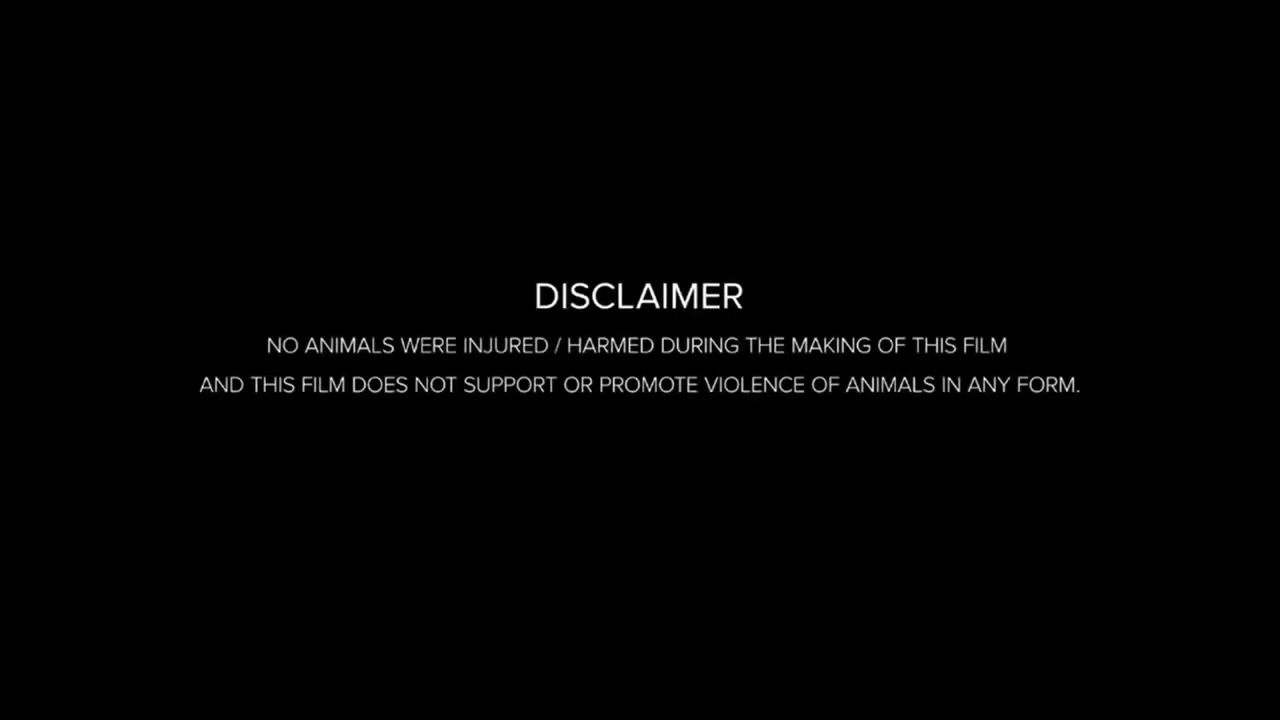 DISCLAIMER
NO ANIMALS WERE INJURED / HARMED DURING THE MAKING OF THIS FILM
AND THIS FILM DOES NOT SUPPORT OR PROMOTE VIOLENCE OF ANIMALS IN ANY FORM.